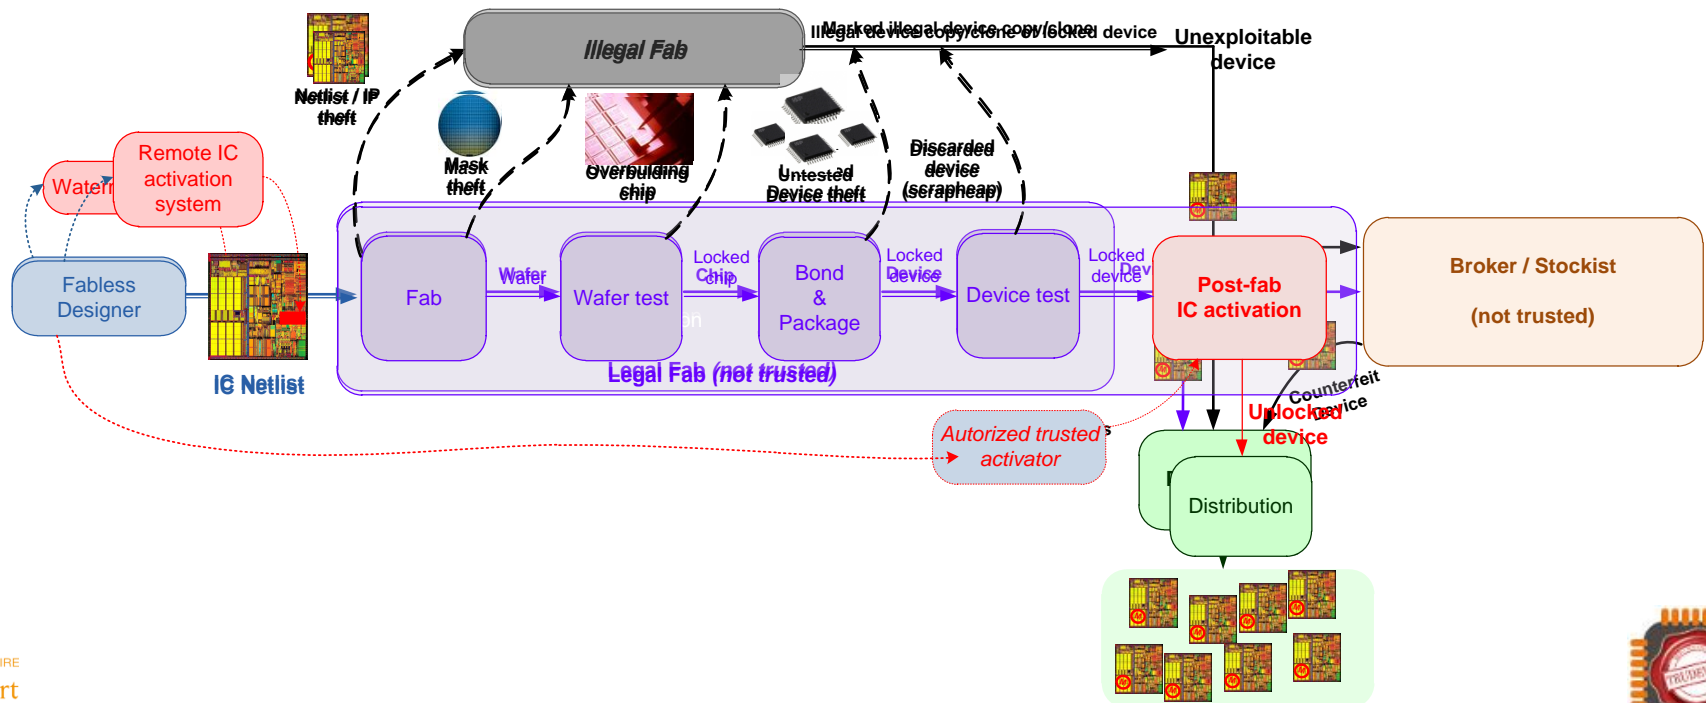 Illegal Fab
Marked illegal device copy/clone
Illegal device copy/clone of locked device
Unexploitable
device
Netlist / IP
theft
Mask
theft
Overbulding
chip
Untested
Device theft
Discarded
device
(scrapheap)
Remote IC
activation
system
Fabless
Designer
IC Netlist
Fab
Wafer
Wafer test
Locked
chip
Chip
Bond
&
Package
Locked
device
Device
Device test
Locked
device
Post-fab
IC activation
Broker / Stockist
(not trusted)
Legal Fab (not trusted)
Counterfeit
Device
Unlocked
device
Autorized trusted
activator
Distribution